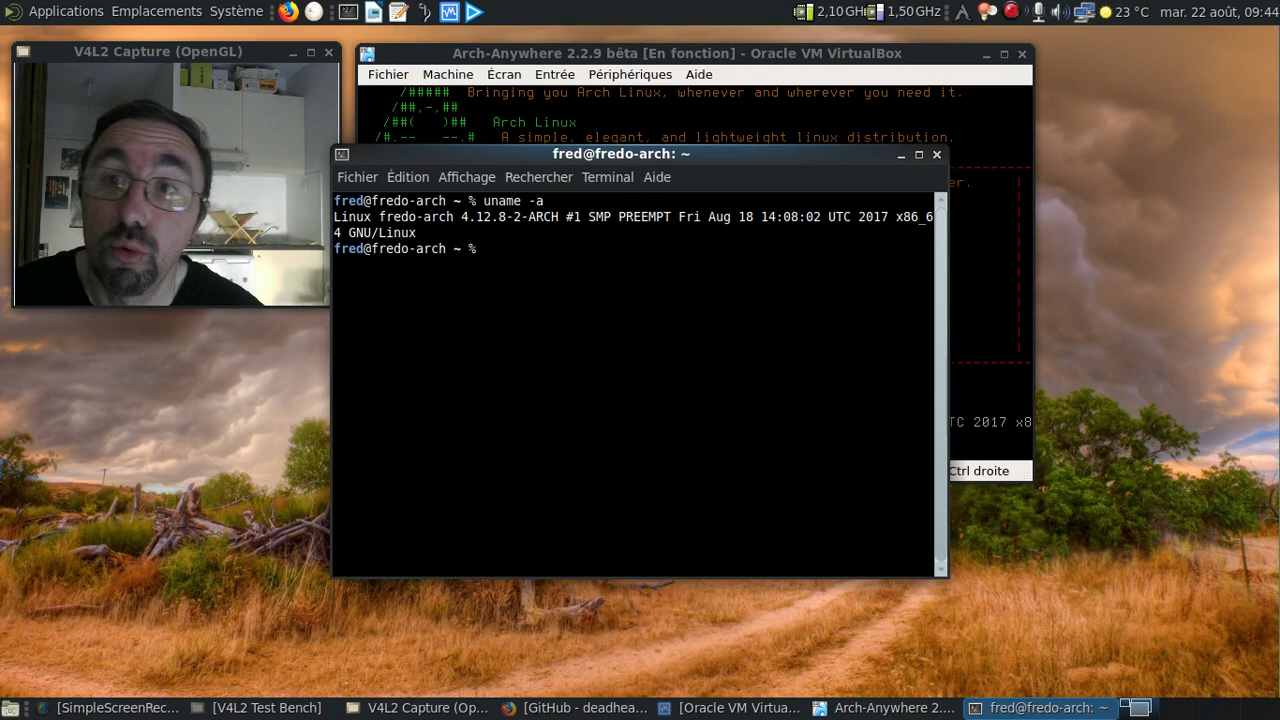 Applications Emplacements Système
2,10 GHz
1,50 GHz
23 °C
mar. 22 août, 09:44
V4L2 Capture (OpenGL)
Arch-Anywhere 2.2.9 bêta [En fonction] - Oracle VM VirtualBox
Fichier Machine Écran Entrée Périphériques Aide
/##### Bringing you Arch Linux, whenever and wherever you need it.
/##,-,##
/##( )## Arch Linux
/#.-- --.# A simple, elegant, and lightweight linux distribution.
fred@fredo-arch: ~
Fichier Édition Affichage Rechercher Terminal Aide
er.
fred@fredo-arch ~ % uname -a
Linux fredo-arch 4.12.8-2-ARCH #1 SMP PREEMPT Fri Aug 18 14:08:02 UTC 2017 x86_6
4 GNU/Linux
fred@fredo-arch ~ %
TC 2017 x8
Ctrl droite
[SimpleScreenRec... [V4L2 Test Bench] V4L2 Capture (Op... [GitHub - deadhea... [Oracle VM Virtua... Arch-Anywhere 2.... fred@fredo-arch: ~